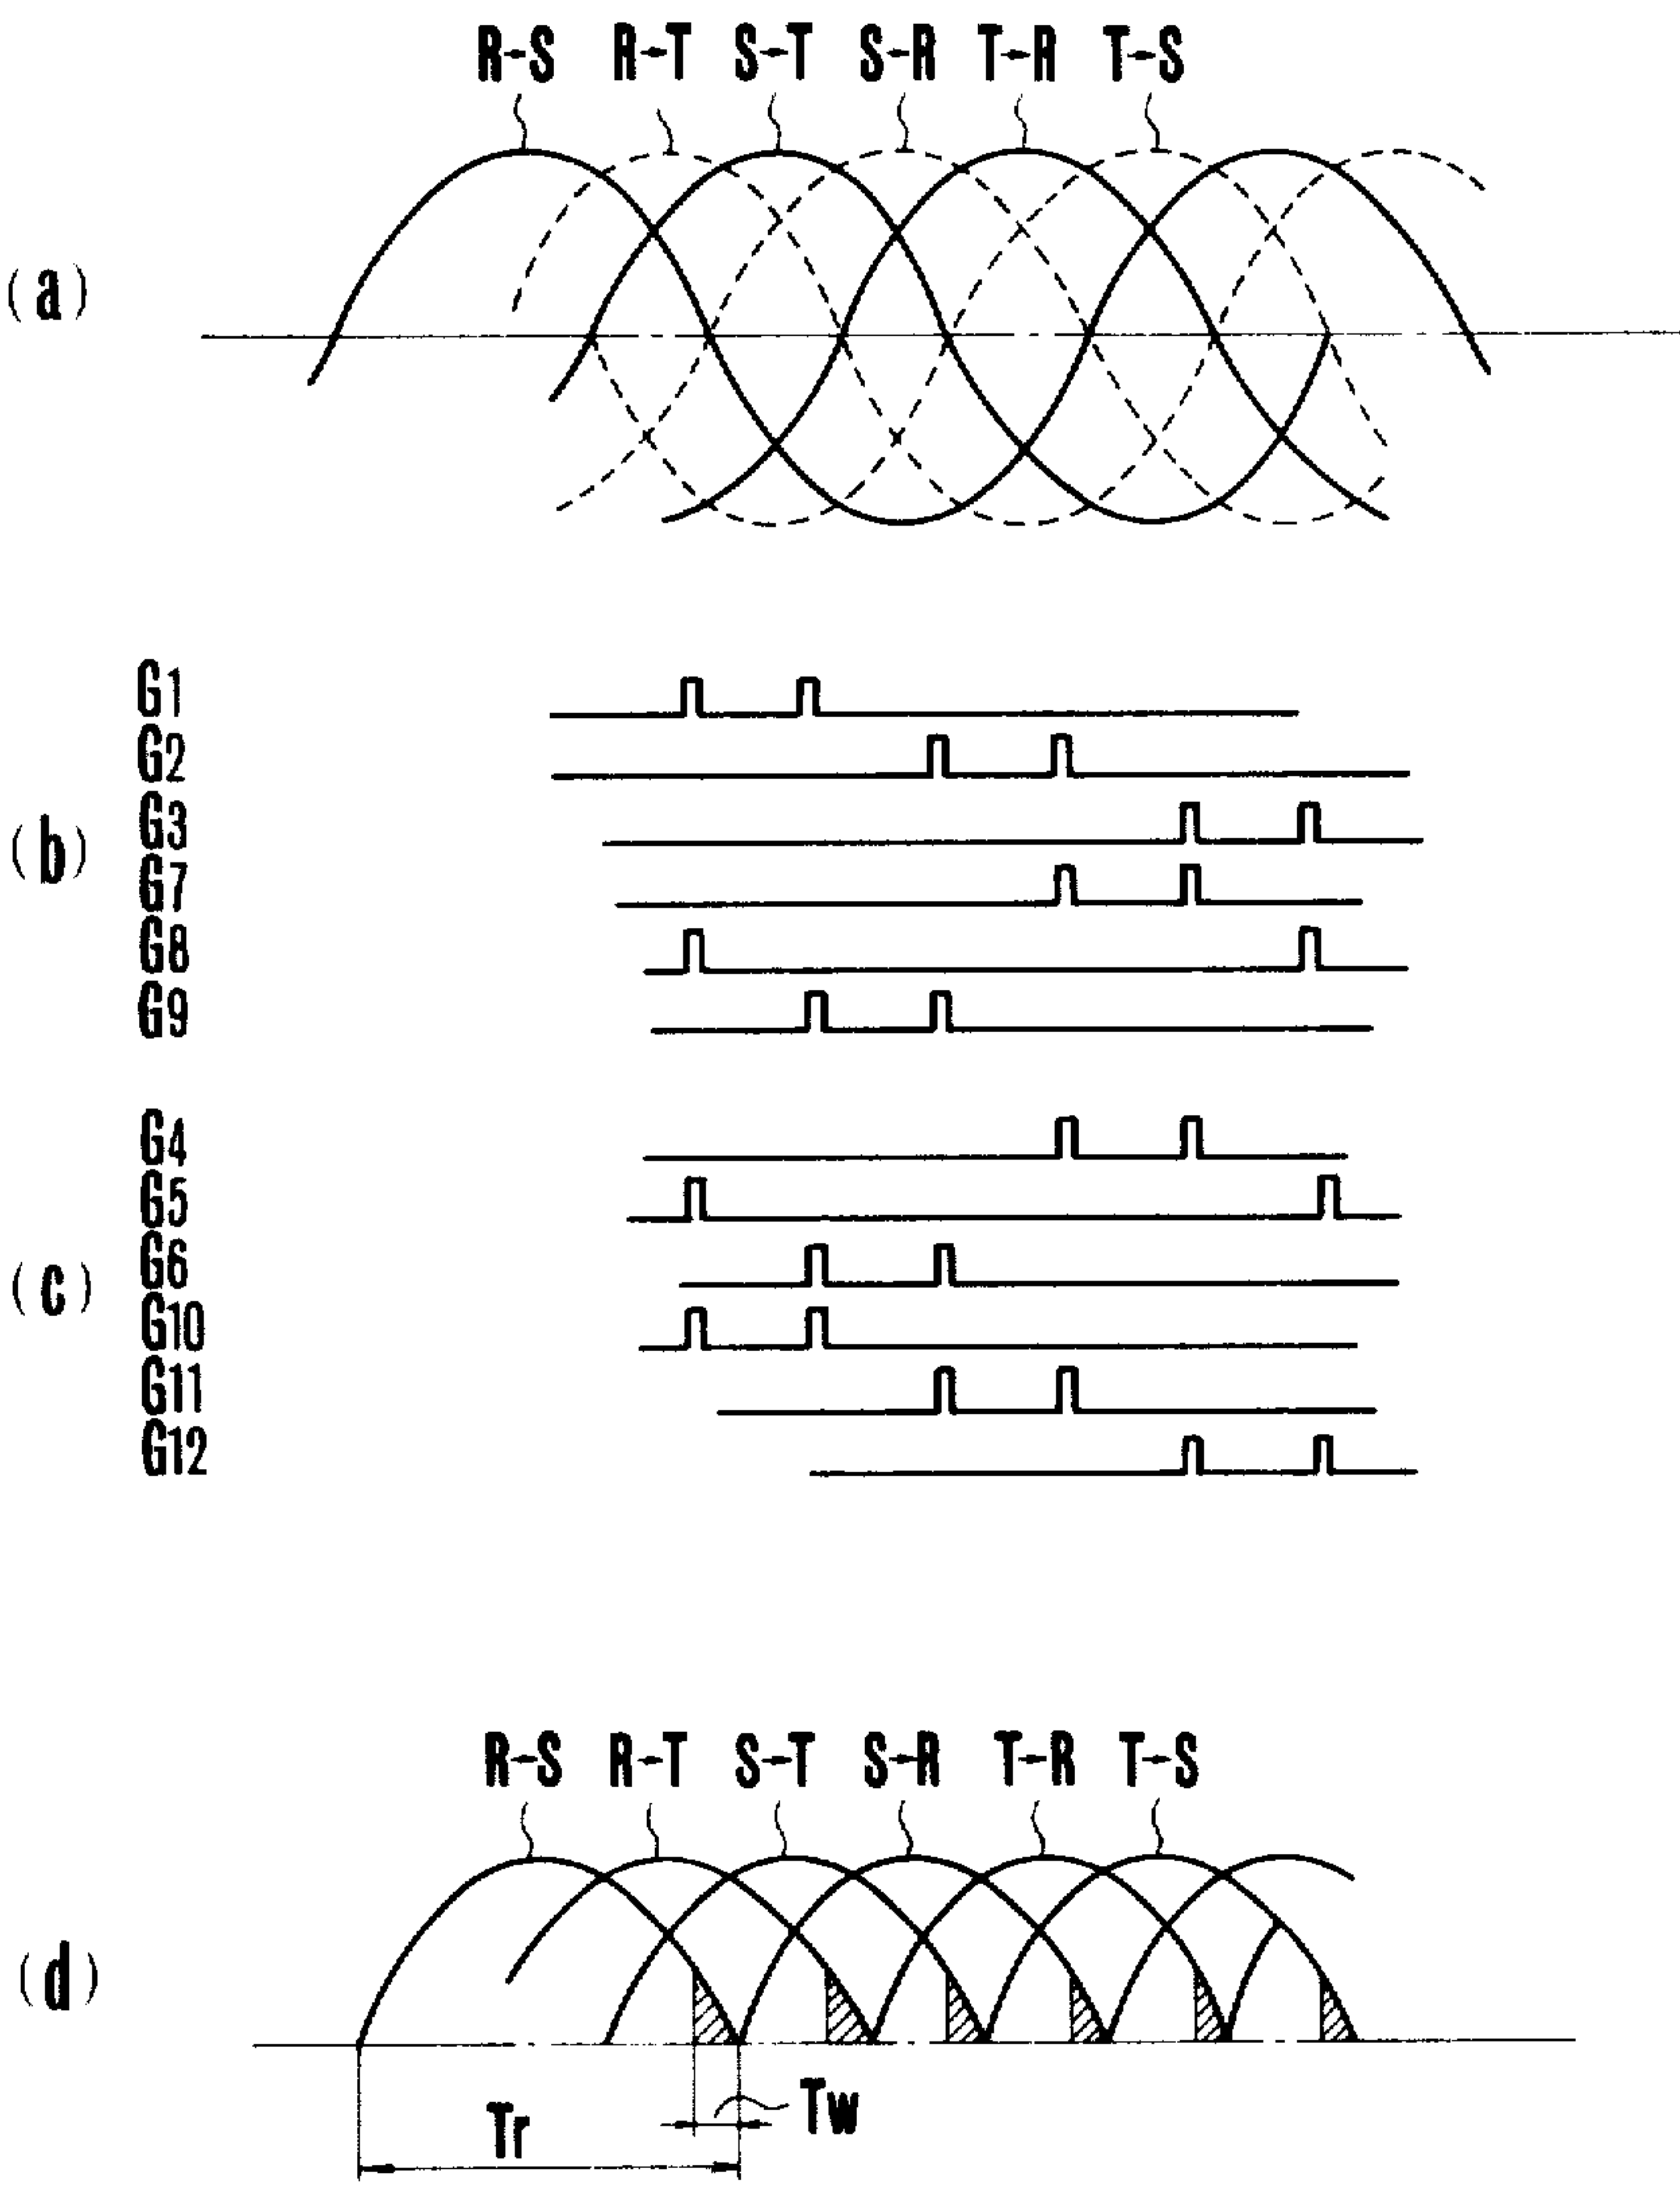 R→S R→T S→T S→R T→R T→S
(a)
G1
G2
G3
(b)
G7
G8
G9
G4
G5
G6
(c)
G10
G11
G12
R→S R→T S→T S→R T→R T→S
(d)
Tw
Tr